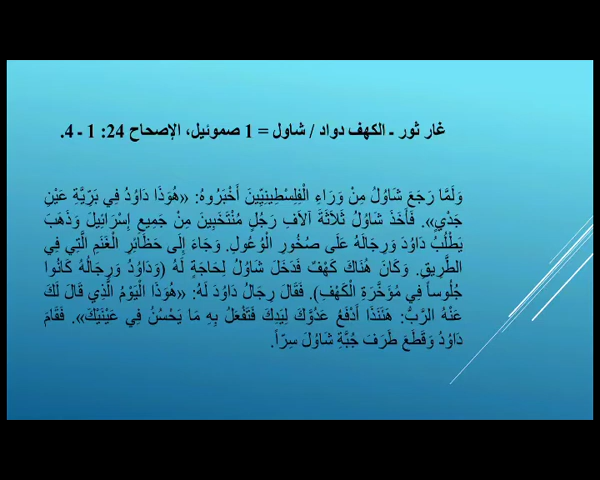 غار ثور ـ الكهف دواد / شاول = 1 صموئيل، الإصحاح 24: 1 ـ 4.
وَلَمَّا رَجَعَ شَاوُلُ مِنْ وَرَاءِ الْفِلِسْطِينِيِّينَ أَخْبَرُوهُ: «هُوَذَا دَاوُدُ فِي بَرِّيَّةِ عَيْنِ
جَدْيٍ». فَأَخَذَ شَاوُلُ ثَلاَثَةَ آلاَفِ رَجُلٍ مُنْتَخَبِينَ مِنْ جَمِيعِ إِسْرَائِيلَ وَذَهَبَ
يَطْلُبُ دَاوُدَ وَرِجَالَهُ عَلَى صُخُورِ الْوُعُولِ. وَجَاءَ إِلَى حَظَائِرِ الْغَنَمِ الَّتِي فِي
الطَّرِيقِ. وَكَانَ هُنَاكَ كَهْفٌ فَدَخَلَ شَاوُلُ لِحَاجَةٍ لَهُ (وَدَاوُدُ وَرِجَالُهُ كَانُوا
جُلُوساً فِي مُؤَخَّرَةِ الْكَهْفِ). فَقَالَ رِجَالُ دَاوُدَ لَهُ: «هُوَذَا الْيَوْمُ الَّذِي قَالَ لَكَ
عَنْهُ الرَّبُّ: هَئَنَذَا أَدْفَعُ عَدُوَّكَ لِيَدِكَ فَتَفْعَلُ بِهِ مَا يَحْسُنُ فِي عَيْنَيْكَ». فَقَامَ
دَاوُدُ وَقَطَعَ طَرَفَ جُبَّةِ شَاوُلَ سِرّاً.